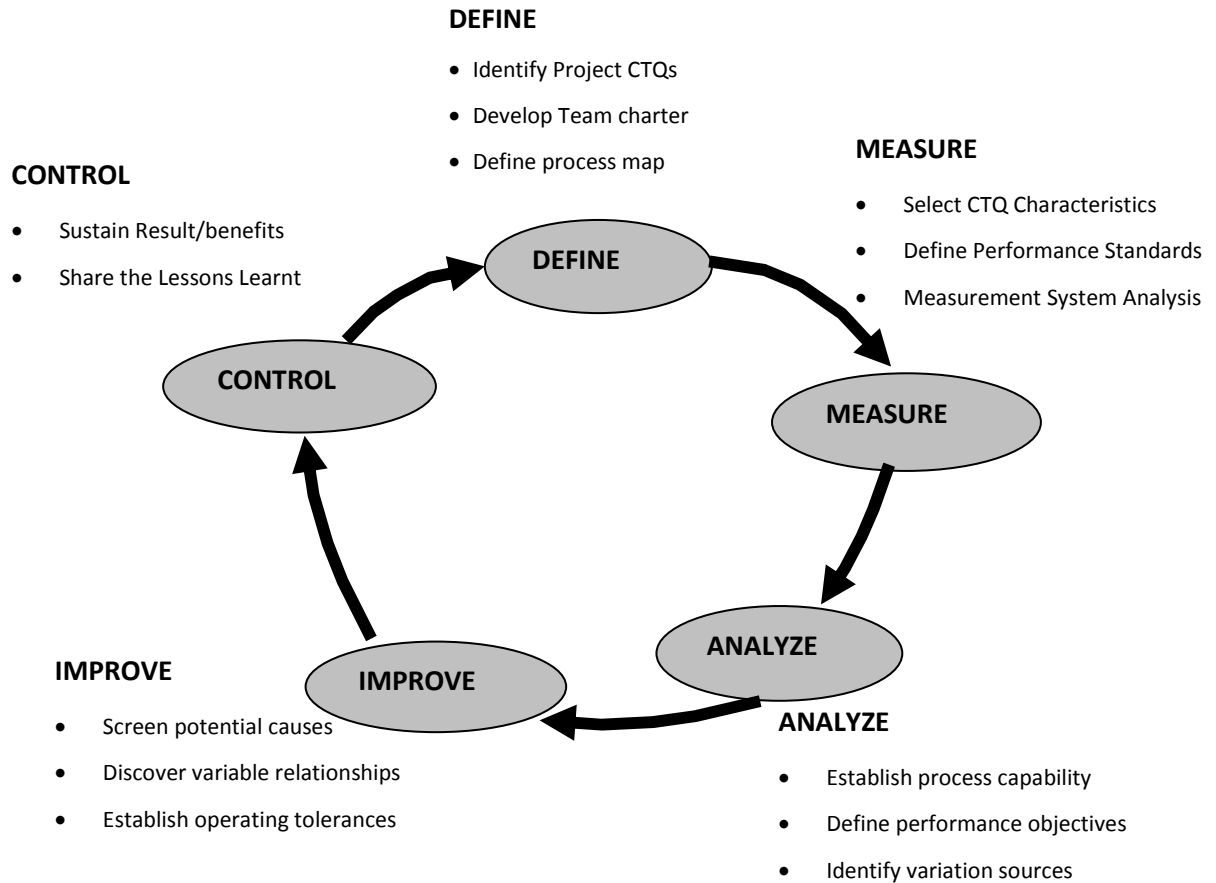 DEFINE
• Identify Project CTQs
• Develop Team charter
• Define process map
MEASURE
• Select CTQ Characteristics
• Define Performance Standards
• Measurement System Analysis
CONTROL
• Sustain Result/benefits
• Share the Lessons Learnt
DEFINE
CONTROL
MEASURE
ANALYZE
IMPROVE
IMPROVE
• Screen potential causes
• Discover variable relationships
• Establish operating tolerances
ANALYZE
• Establish process capability
• Define performance objectives
• Identify variation sources